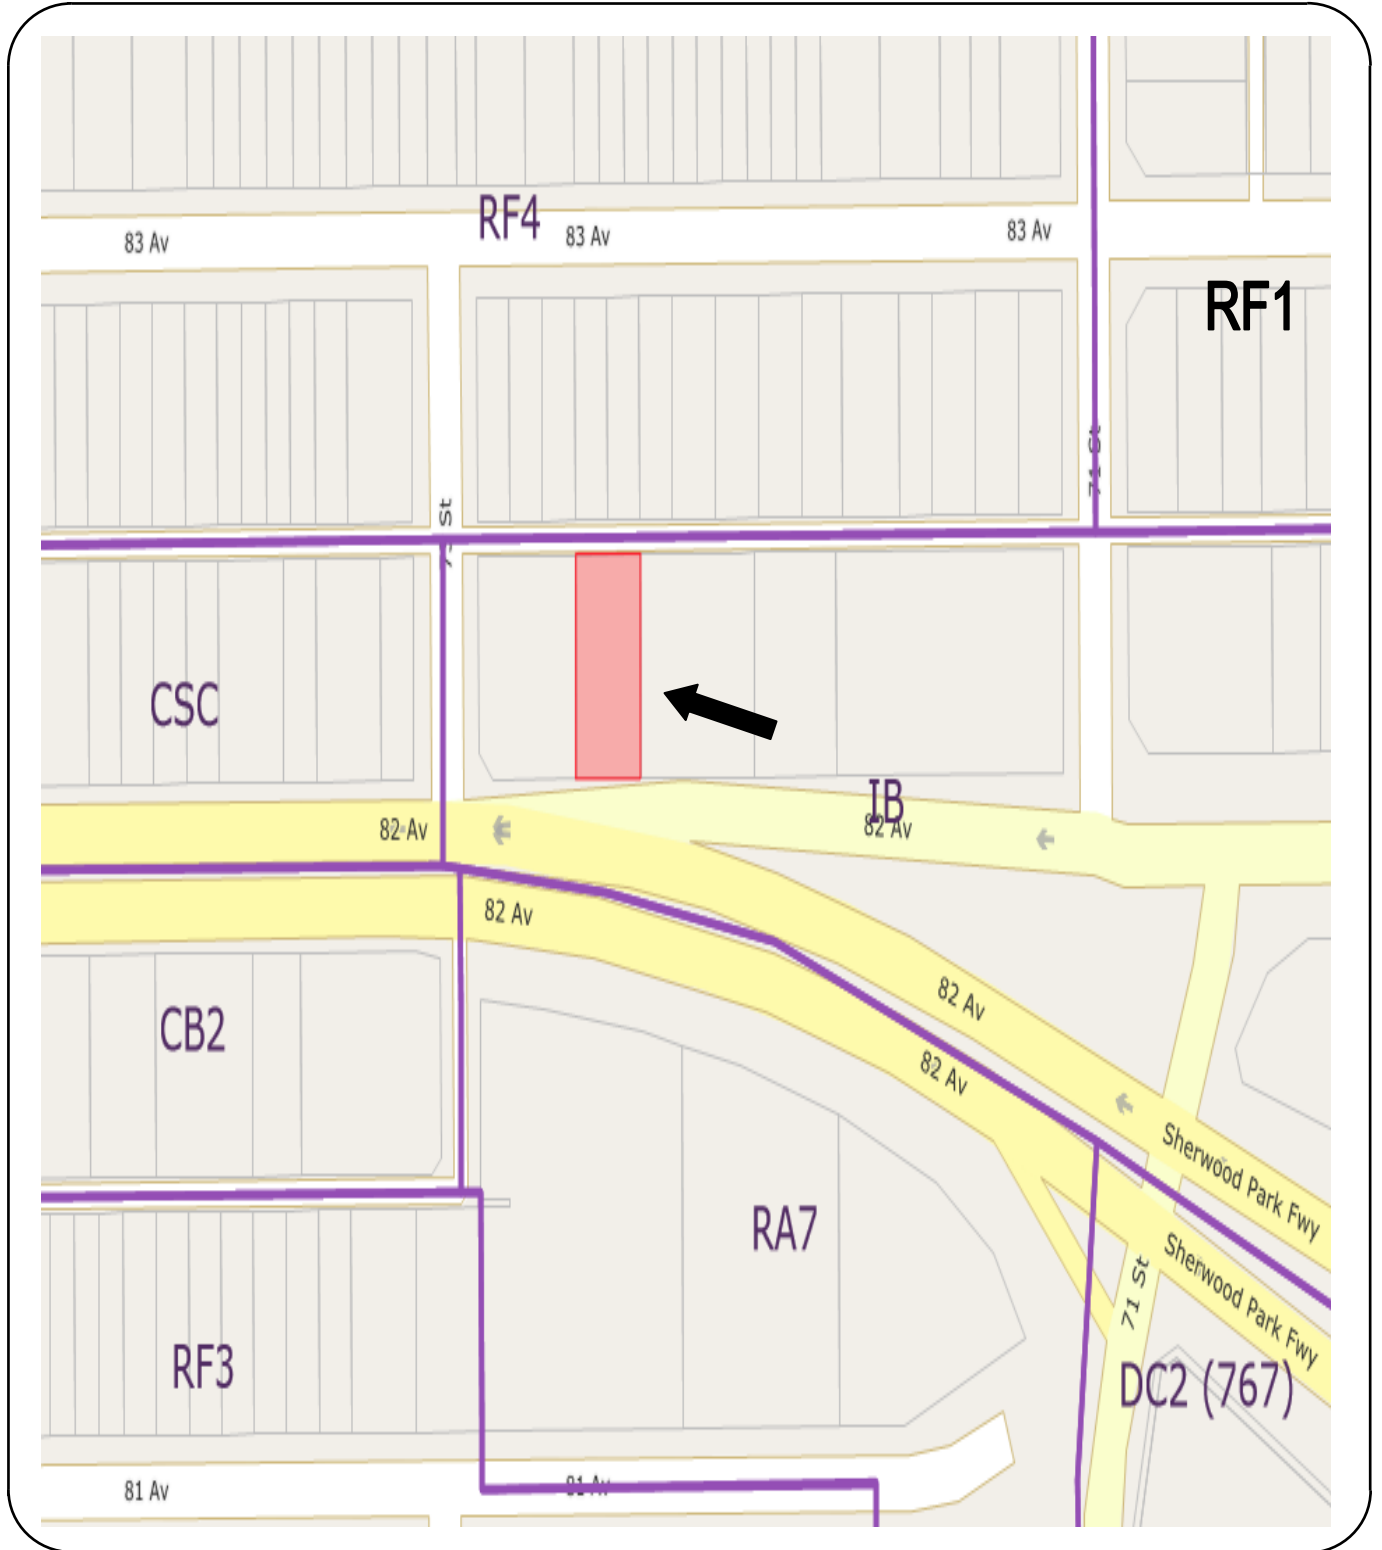 RF4
83 Av
83 Av
83 Av
RF1
71 St
St
CSC
IB
82 Av
82 Av
82 Av
82 Av
82 Av
CB2
Sherwood Park Fwy
RA7
Sherwood Park Fwy
71 St
RF3
DC2 (767)
81 Av
81 Av